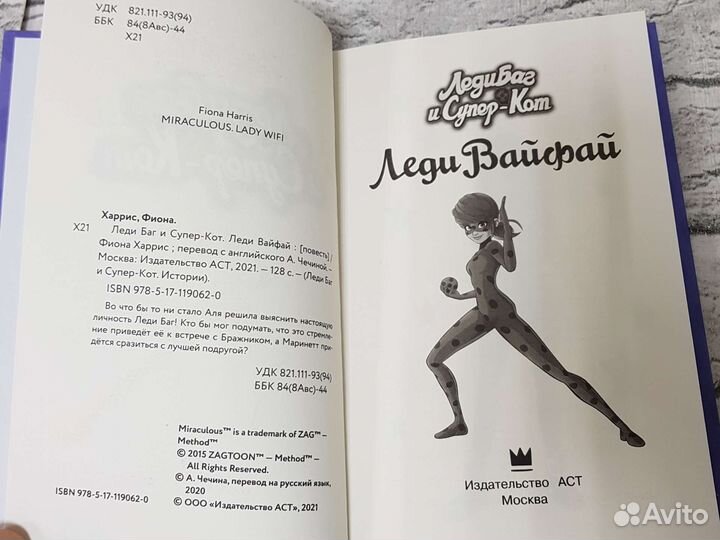 УДК 821.111-93(94)
ББК 84(8Авс)-44
Х21
Fiona Harris
MIRACULOUS. LADY WIFI
Харрис, Фиона.
Х21 Леди Баг и Супер-Кот. Леди Вайфай : [повесть] /
Фиона Харрис ; перевод с английского А. Чечиной. —
Москва: Издательство АСТ, 2021. — 128 с. — (Леди Баг
и Супер-Кот. Истории).
ISBN 978-5-17-119062-0
Во что бы то ни стало Аля решила выяснить настоящую
личность Леди Баг! Кто бы мог подумать, что это стремле-
ние приведёт её к встрече с Бражником, а Маринетт при-
дётся сразиться с лучшей подругой?
УДК 821.111-93(94)
ББК 84(8Авс)-44
Miraculous™ is a trademark of ZAG™ —
Method™
© 2015 ZAGTOON™ — Method™ —
All Rights Reserved.
© А. Чечина, перевод на русский язык,
2020
ISBN 978-5-17-119062-0
© ООО «Издательство АСТ», 2021
ЛедиБаг
и Супер-Кот
Леди Вайфай
Издательство АСТ
Москва
Avito